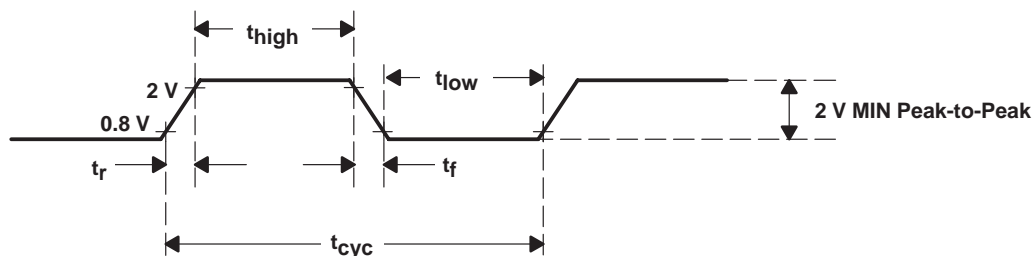 thigh
tlow
2 V
2 V MIN Peak-to-Peak
0.8 V
tr
tf
tcyc